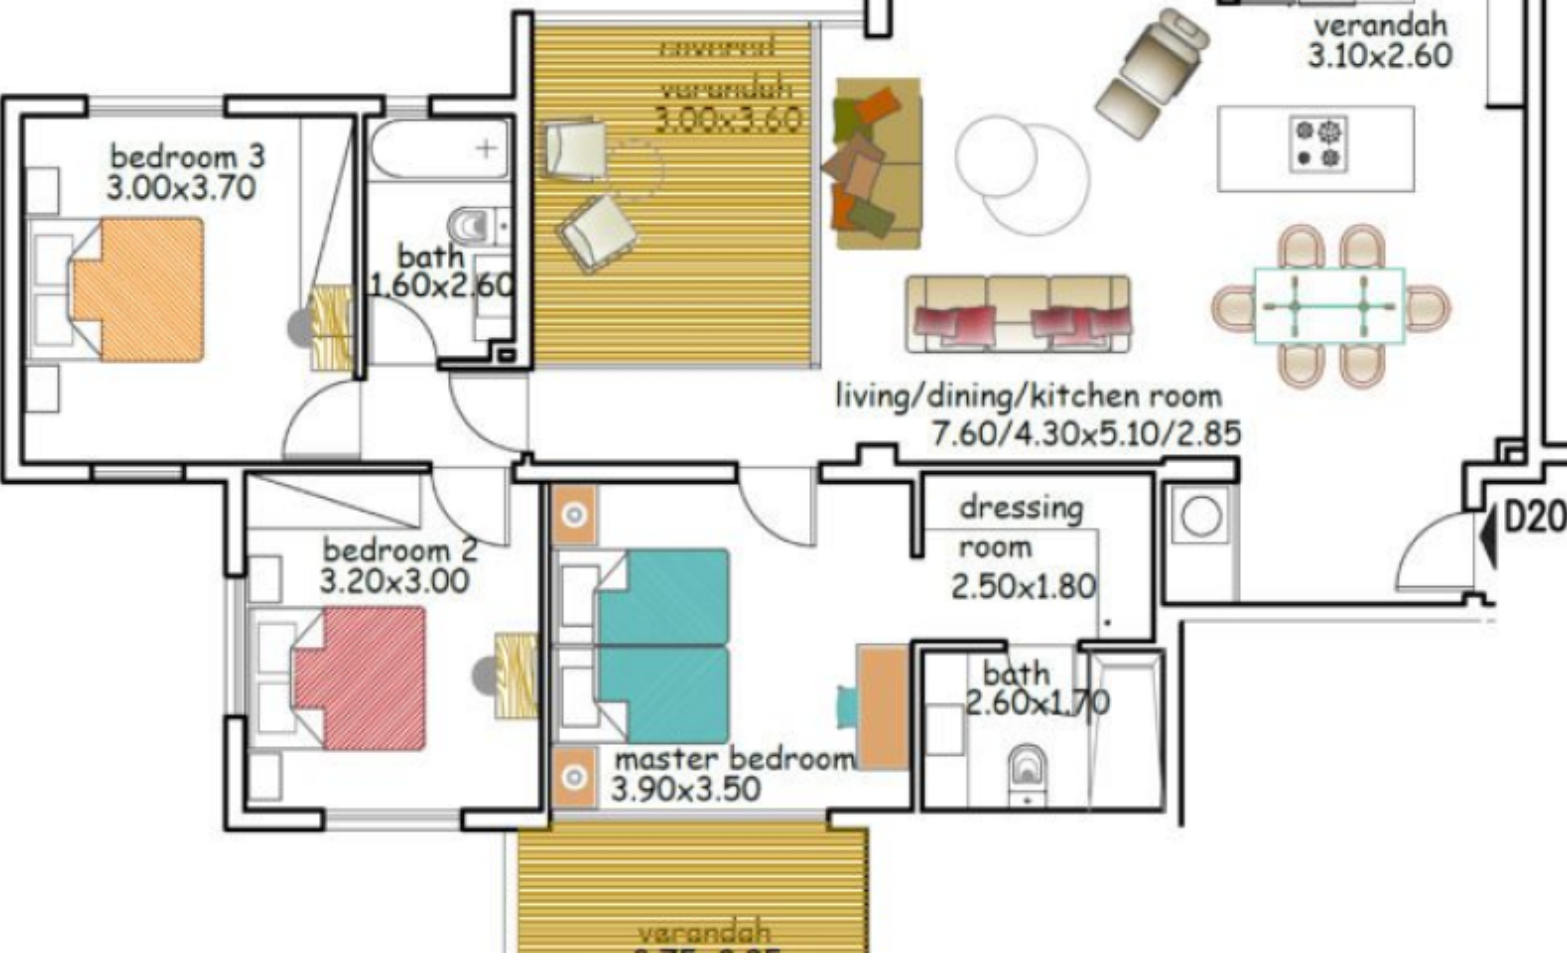 verandah
3.10x2.60
covered
verandah
3.00x3.60
bedroom 3
3.00x3.70
bath
1.60x2.60
living/dining/kitchen room
7.60/4.30x5.10/2.85
dressing
room
2.50x1.80
D20
bedroom 2
3.20x3.00
bath
2.60x1.70
master bedroom
3.90x3.50
verandah